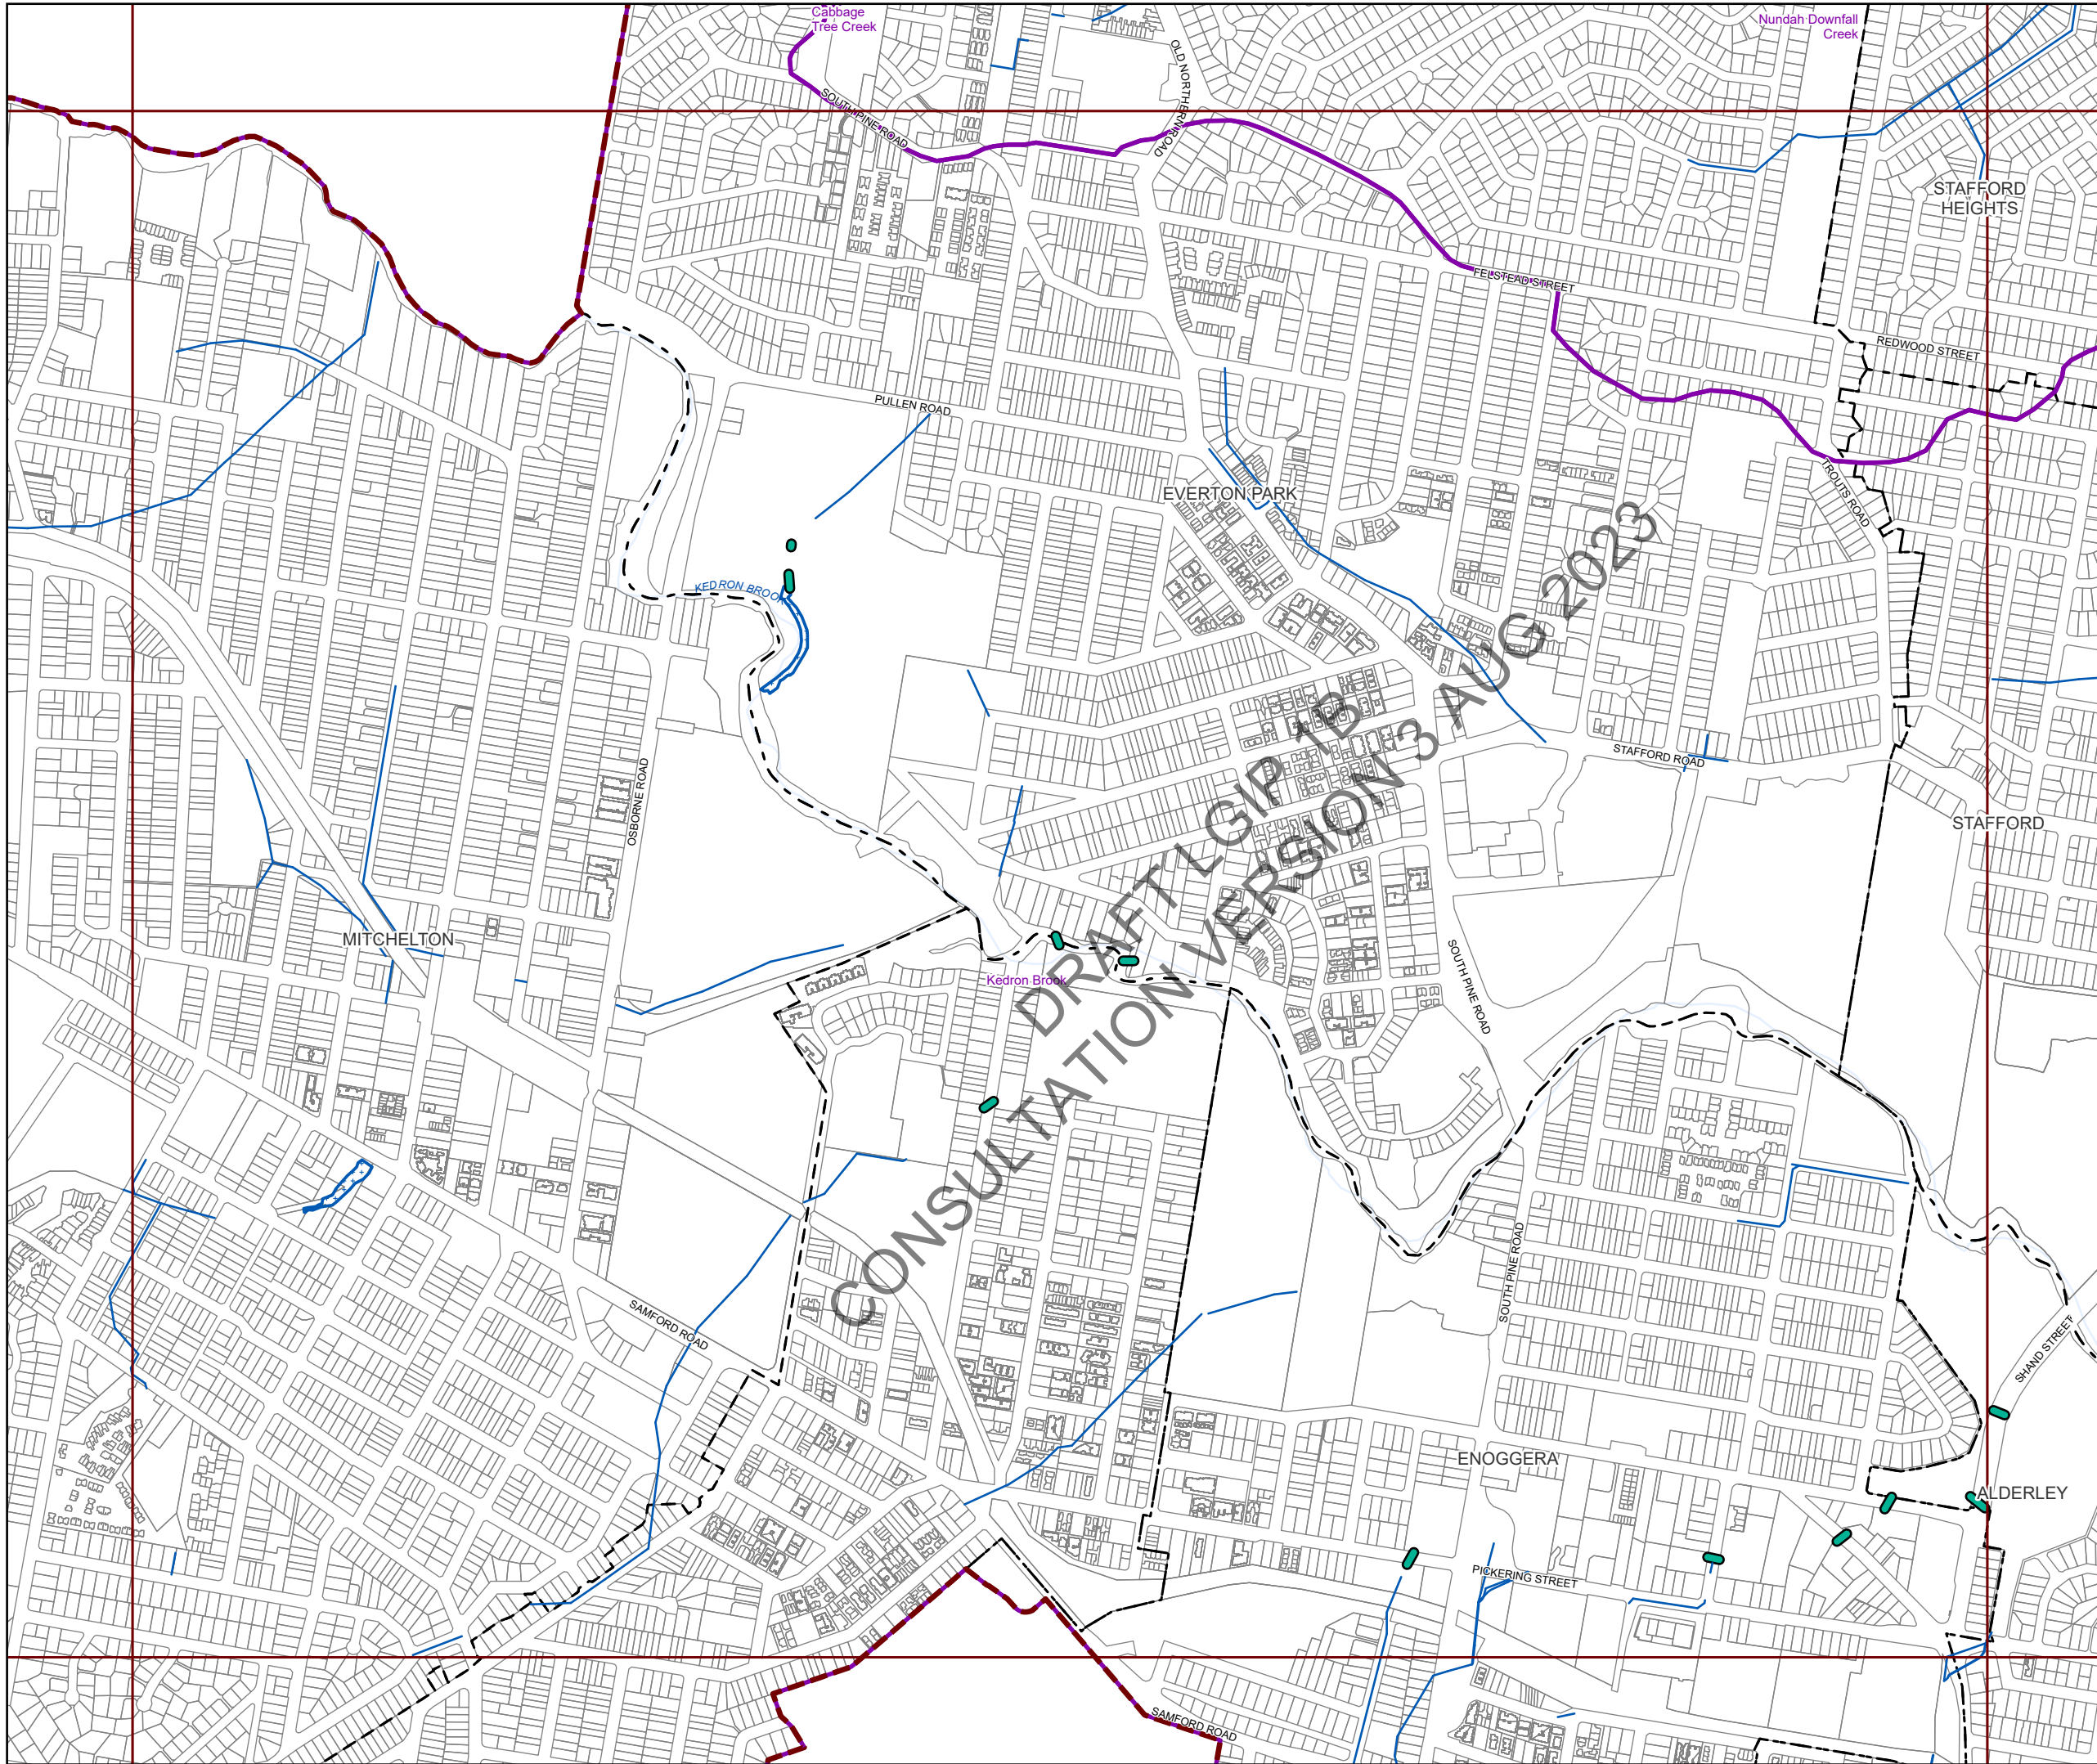 Cabbage
Tree Creek
Nundah Downfall
Creek
OLD NORTHERN ROAD
SOUTH PINE ROAD
STAFFORD
HEIGHTS
FELSTEAD STREET
REDWOOD STREET
PULLEN ROAD
TROUTS ROAD
EVERTON PARK
KEDRON BROOK
STAFFORD ROAD
OSBORNE ROAD
STAFFORD
MITCHELTON
Kedron Brook
SOUTH PINE ROAD
DRAFT LGIP 1B
CONSULTATION VERSION 3 AUG 2023
SOUTH PINE ROAD
SAMFORD ROAD
SHAND STREET
ENOGGERA
ALDERLEY
PICKERING STREET
SAMFORD ROAD